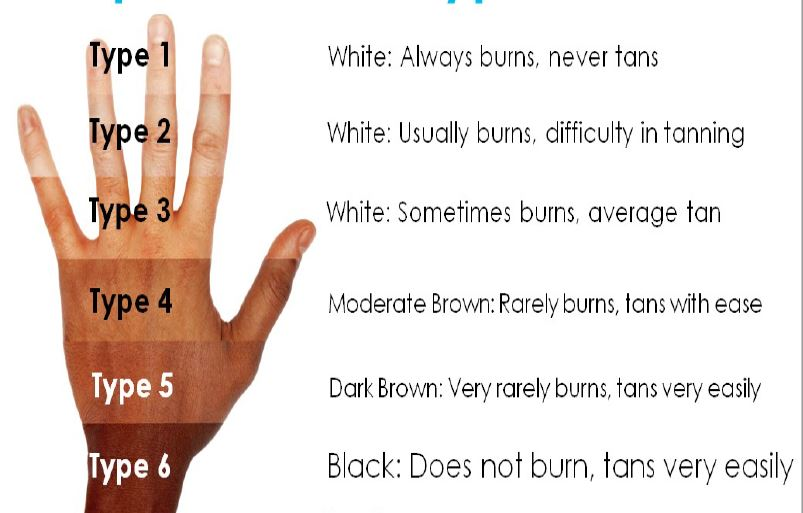 Type 1 White: Always burns, never tans
Type 2 White: Usually burns, difficulty in tanning
Type 3 White: Sometimes burns, average tan
Type 4 Moderate Brown: Rarely burns, tans with ease
Type 5 Dark Brown: Very rarely burns, tans very easily
Type 6 Black: Does not burn, tans very easily